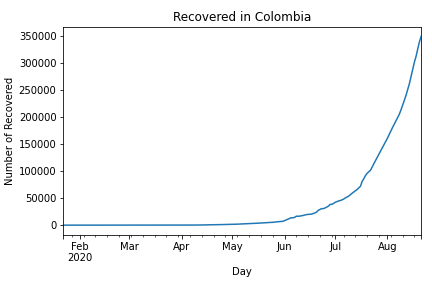 Recovered in Colombia
Number of Recovered
350000
300000
250000
200000
150000
100000
50000
0
Feb Mar Apr May Jun Jul Aug
2020
Day